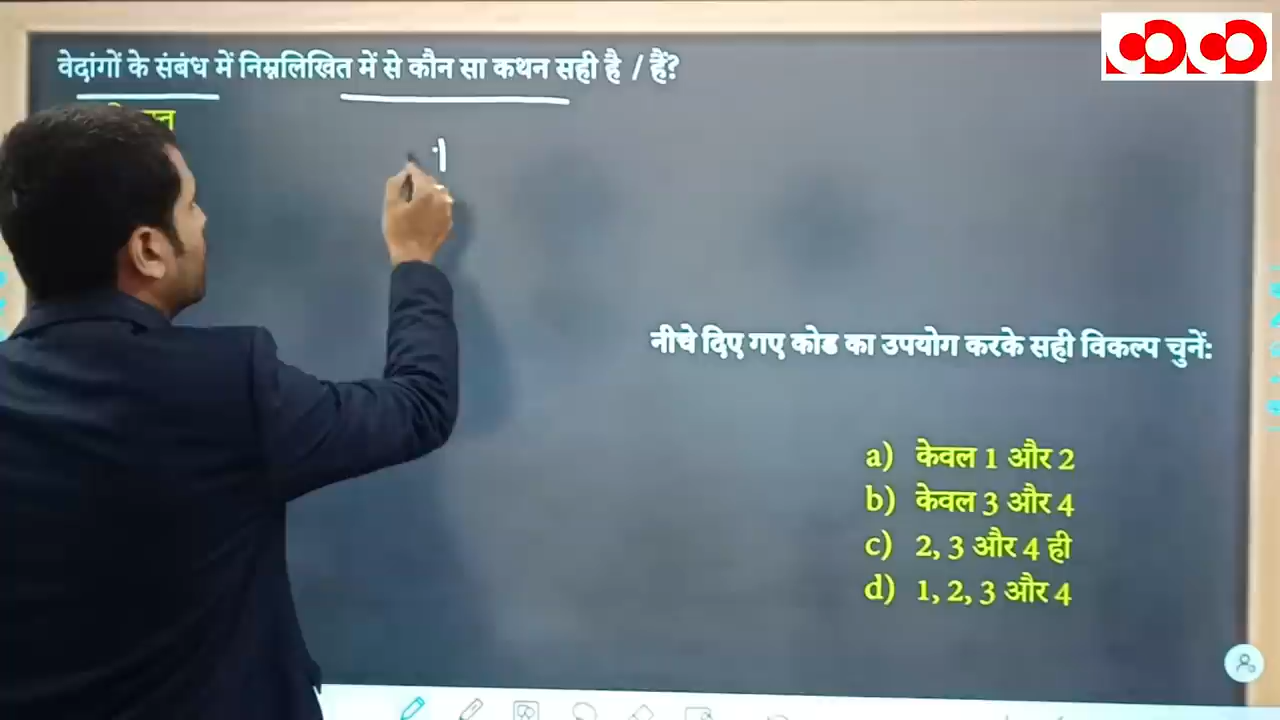 वेदांगों के संबंध में निम्नलिखित में से कौन सा कथन सही है / हैं?
1
नीचे दिए गए कोड का उपयोग करके सही विकल्प चुनें:
a) केवल 1 और 2
b) केवल 3 और 4
c) 2, 3 और 4 ही
d) 1, 2, 3 और 4